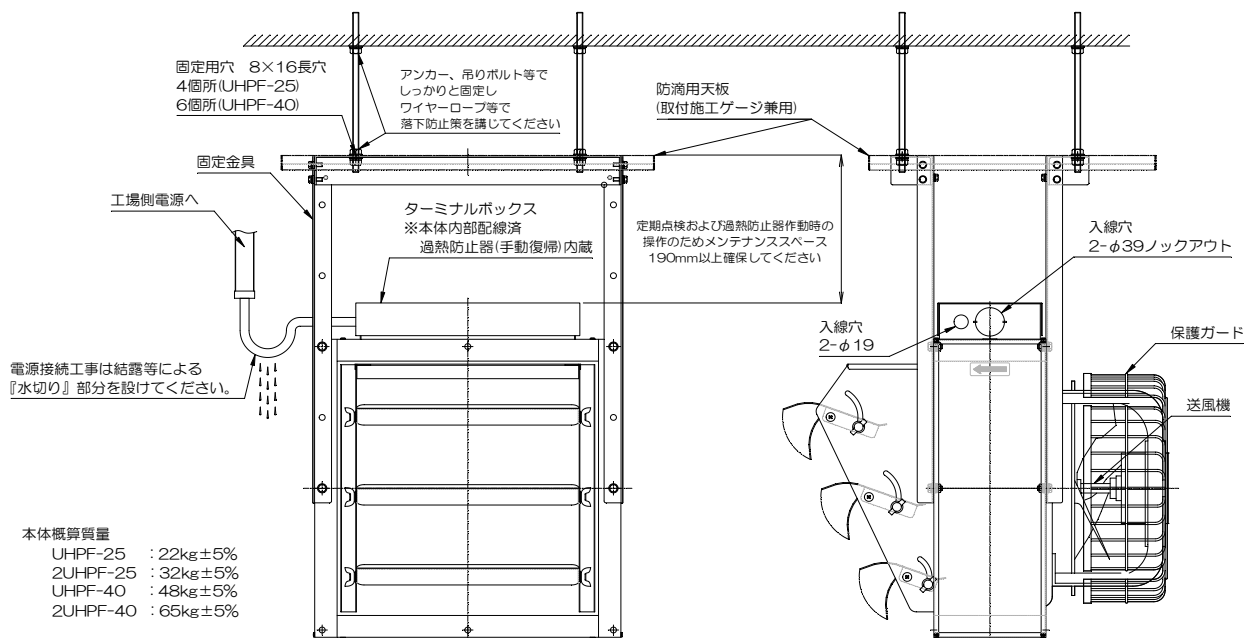 固定用穴 8×16長穴
4個所(UHPF-25)
6個所(UHPF-40)
アンカー、吊りボルト等で
しっかりと固定し
ワイヤーロープ等で
落下防止策を講じてください
防滴用天板
(取付施工ゲージ兼用)
固定金具
工場側電源へ
ターミナルボックス
※本体内部配線済
過熱防止器(手動復帰)内蔵
定期点検および過熱防止器作動時の
操作のためメンテナンススペース
190mm以上確保してください
入線穴
2-φ39ノックアウト
入線穴
2-φ19
保護ガード
送風機
電源接続工事は結露等による
『水切り』部分を設けてください。
本体概算質量
UHPF-25 :22kg±5%
2UHPF-25 :32kg±5%
UHPF-40 :48kg±5%
2UHPF-40 :65kg±5%